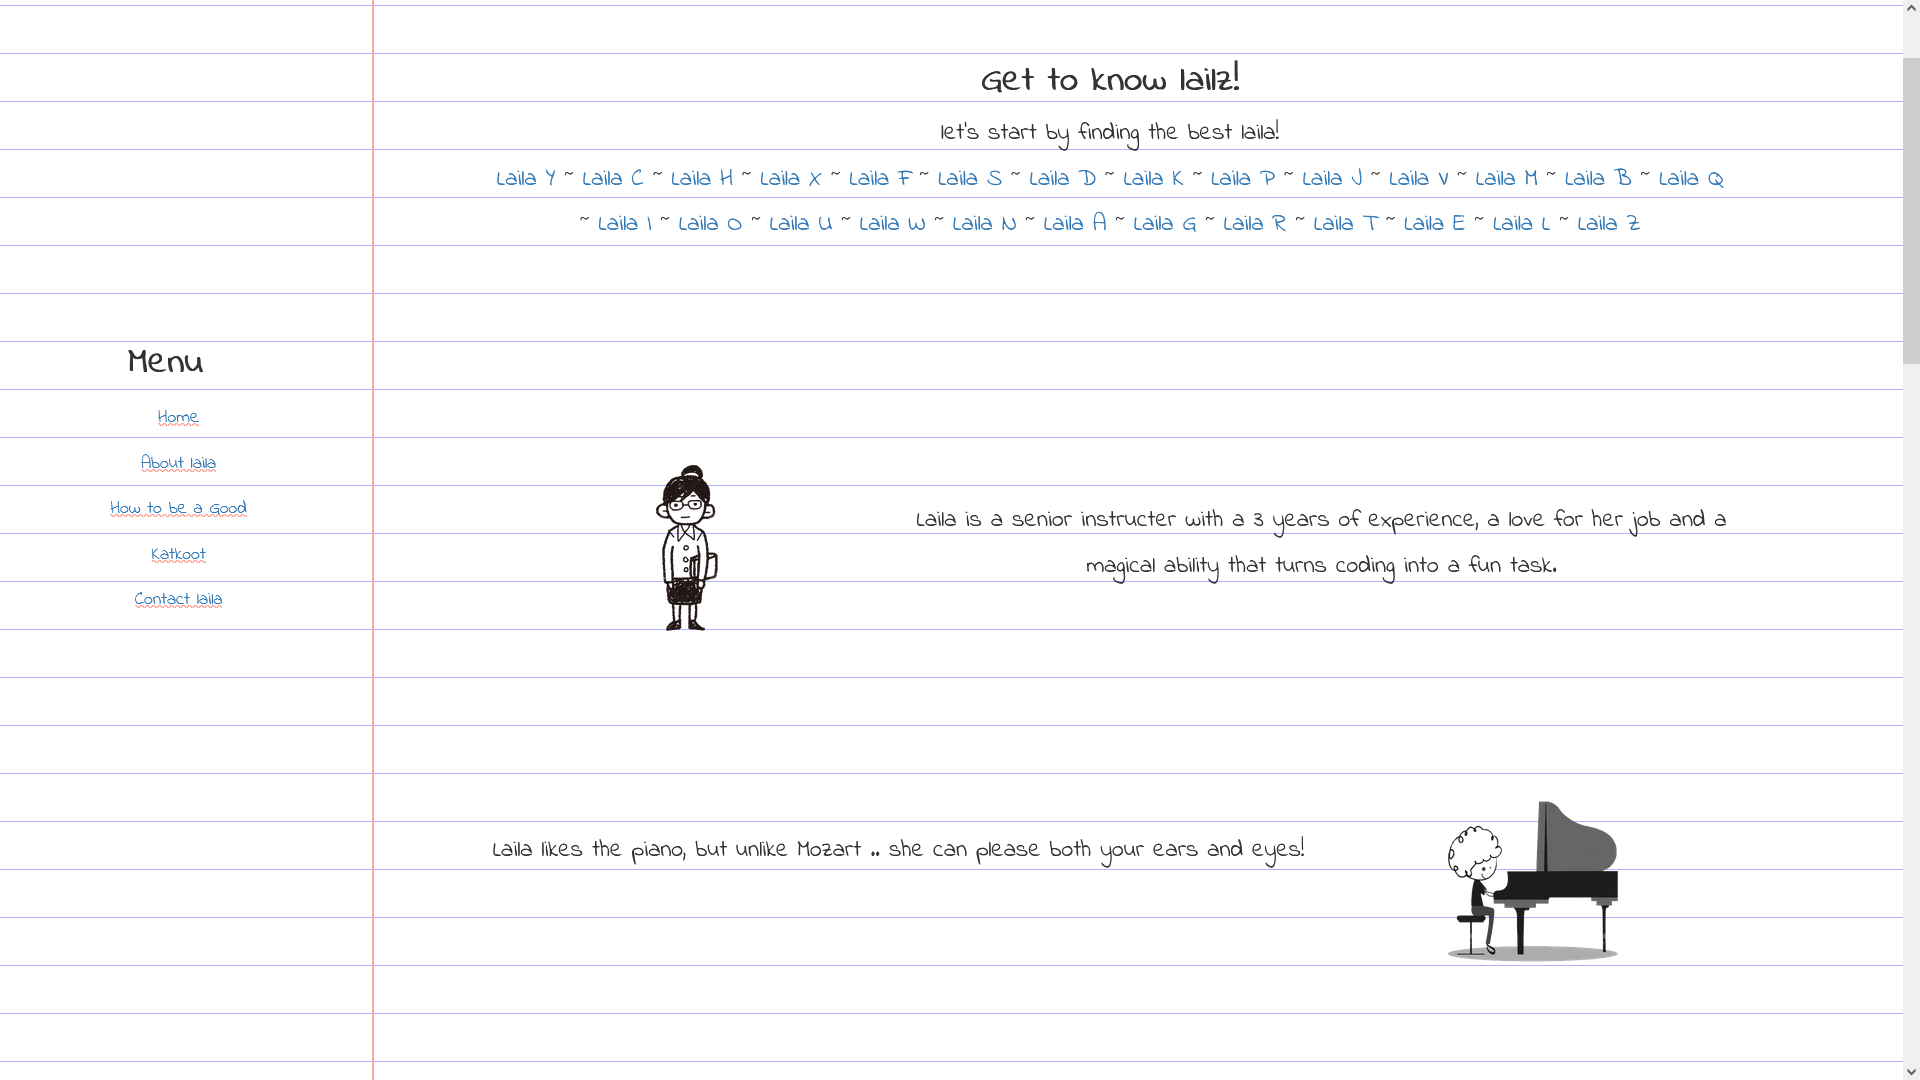 Get to know lailz!
let's start by finding the best laila!
Laila Y ~ Laila C ~ Laila H ~ Laila X ~ Laila F ~ Laila S ~ Laila D ~ Laila K ~ Laila P ~ Laila J ~ Laila V ~ Laila M ~ Laila B ~ Laila Q
~ Laila I ~ Laila O ~ Laila U ~ Laila W ~ Laila N ~ Laila A ~ Laila G ~ Laila R ~ Laila T ~ Laila E ~ Laila L ~ Laila Z
Menu
Home
About laila
How to be a Good
Katkoot
Contact laila
Laila is a senior instructer with a 3 years of experience, a love for her job and a
magical ability that turns coding into a fun task.
Laila likes the piano, but unlike Mozart .. she can please both your ears and eyes!